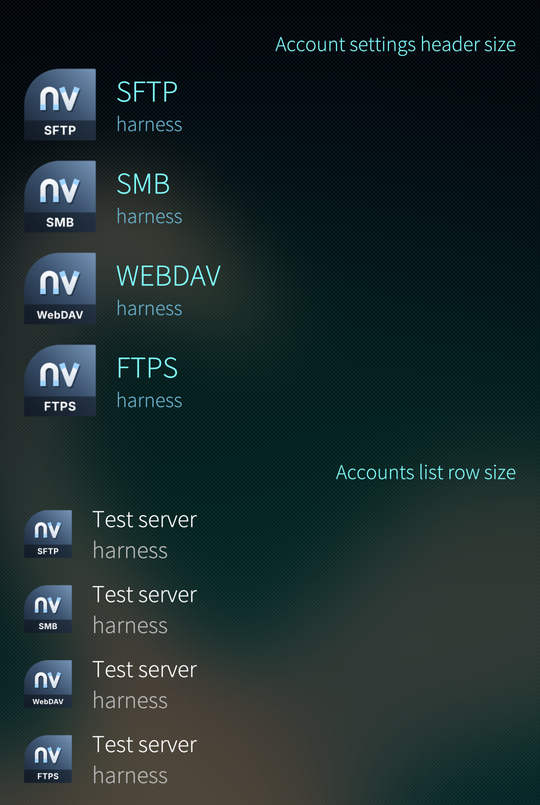 Account settings header size
nv
SFTP
SFTP
harness
nv
SMB
SMB
harness
nv
WebDAV
WEBDAV
harness
nv
FTPS
FTPS
harness
Accounts list row size
nv
SFTP
Test server
harness
nv
SMB
Test server
harness
nv
WebDAV
Test server
harness
nv
FTPS
Test server
harness